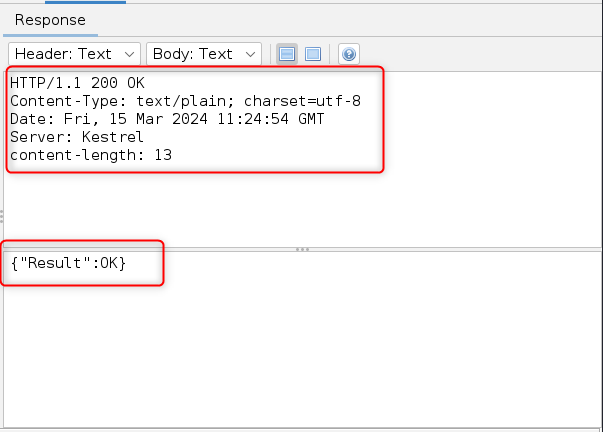 Response
Header: Text Body: Text
HTTP/1.1 200 OK
Content-Type: text/plain; charset=utf-8
Date: Fri, 15 Mar 2024 11:24:54 GMT
Server: Kestrel
content-length: 13
{"Result":OK}